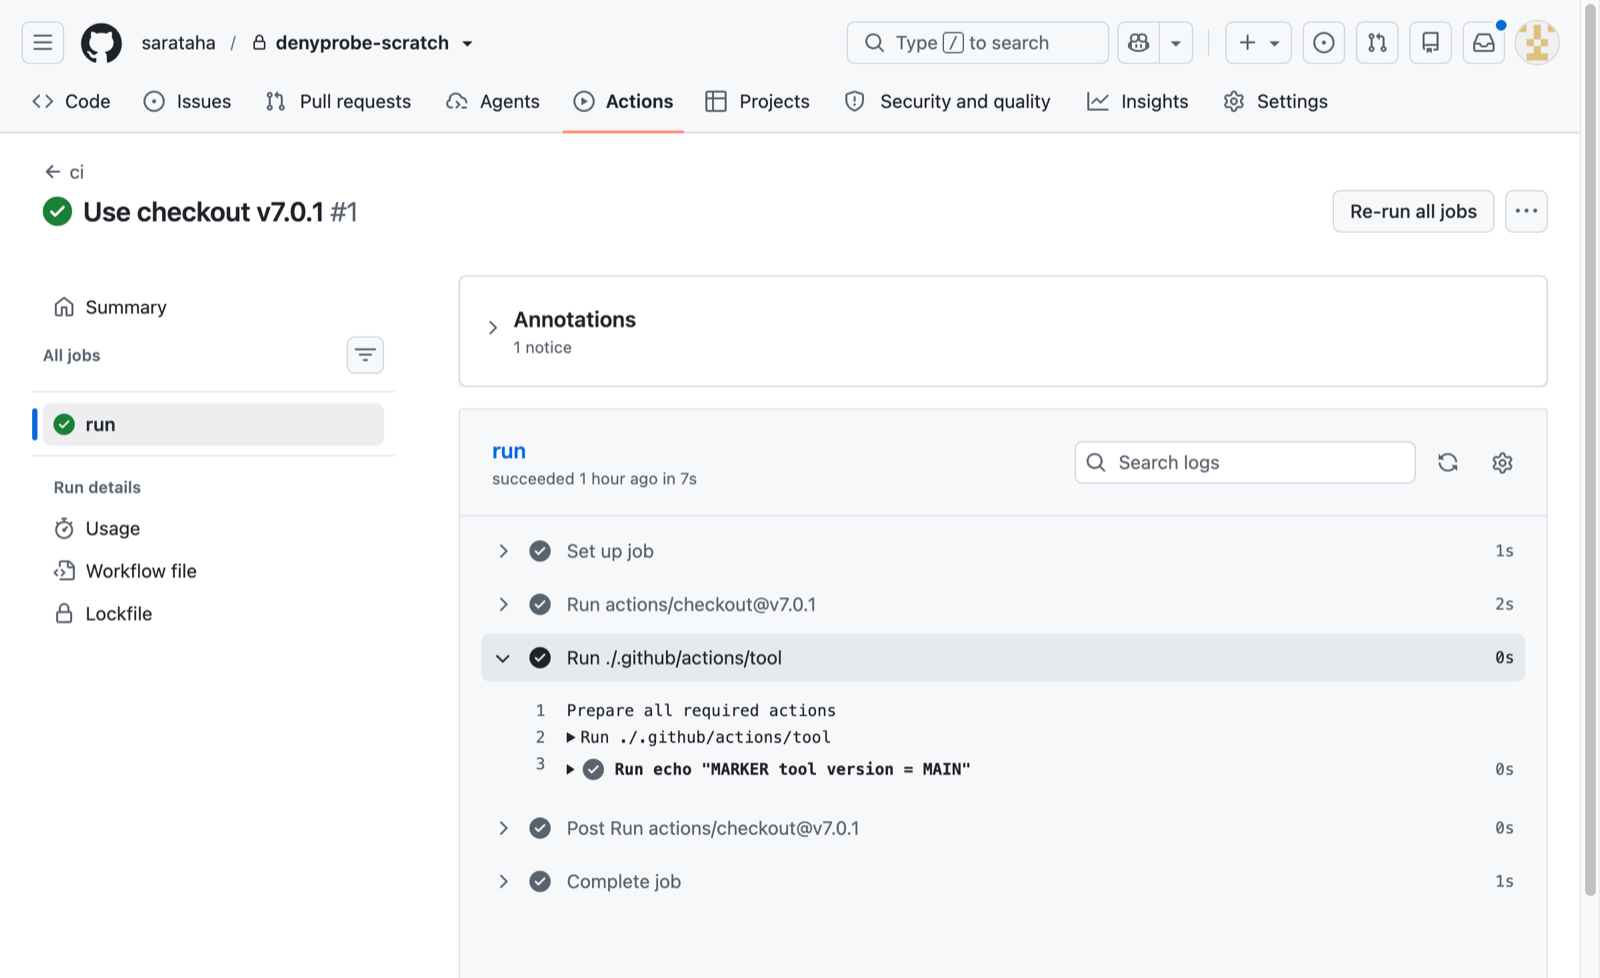 sarataha / denyprobe-scratch
Type / to search
Code Issues Pull requests Agents Actions Projects Security and quality Insights Settings
ci
Use checkout v7.0.1 #1
Re-run all jobs
Summary
All jobs
run
Run details
Usage
Workflow file
Lockfile
Annotations
1 notice
run
succeeded 1 hour ago in 7s
Search logs
Set up job 1s
Run actions/checkout@v7.0.1 2s
Run ./.github/actions/tool 0s
1 Prepare all required actions
2 Run ./.github/actions/tool
3 Run echo "MARKER tool version = MAIN" 0s
Post Run actions/checkout@v7.0.1 0s
Complete job 1s